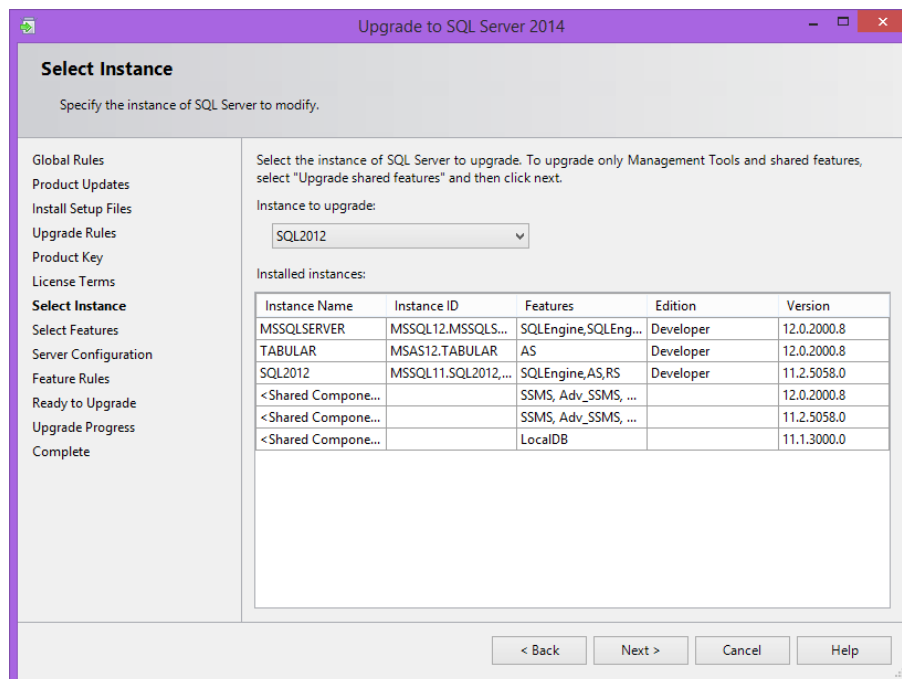 Upgrade to SQL Server 2014
Select Instance
Specify the instance of SQL Server to modify.
Global Rules
Product Updates
Install Setup Files
Upgrade Rules
Product Key
License Terms
Select Instance
Select Features
Server Configuration
Feature Rules
Ready to Upgrade
Upgrade Progress
Complete
Select the instance of SQL Server to upgrade. To upgrade only Management Tools and shared features,
select "Upgrade shared features" and then click next.
Instance to upgrade:
SQL2012
Installed instances:
Instance Name Instance ID Features Edition Version
MSSQLSERVER MSSQL12.MSSQLS... SQLEngine,SQLEng... Developer 12.0.2000.8
TABULAR MSAS12.TABULAR AS Developer 12.0.2000.8
SQL2012 MSSQL11.SQL2012,... SQLEngine,AS,RS Developer 11.2.5058.0
<Shared Compone... SSMS, Adv_SSMS, ... 12.0.2000.8
<Shared Compone... SSMS, Adv_SSMS, ... 11.2.5058.0
<Shared Compone... LocalDB 11.1.3000.0
< Back Next > Cancel Help